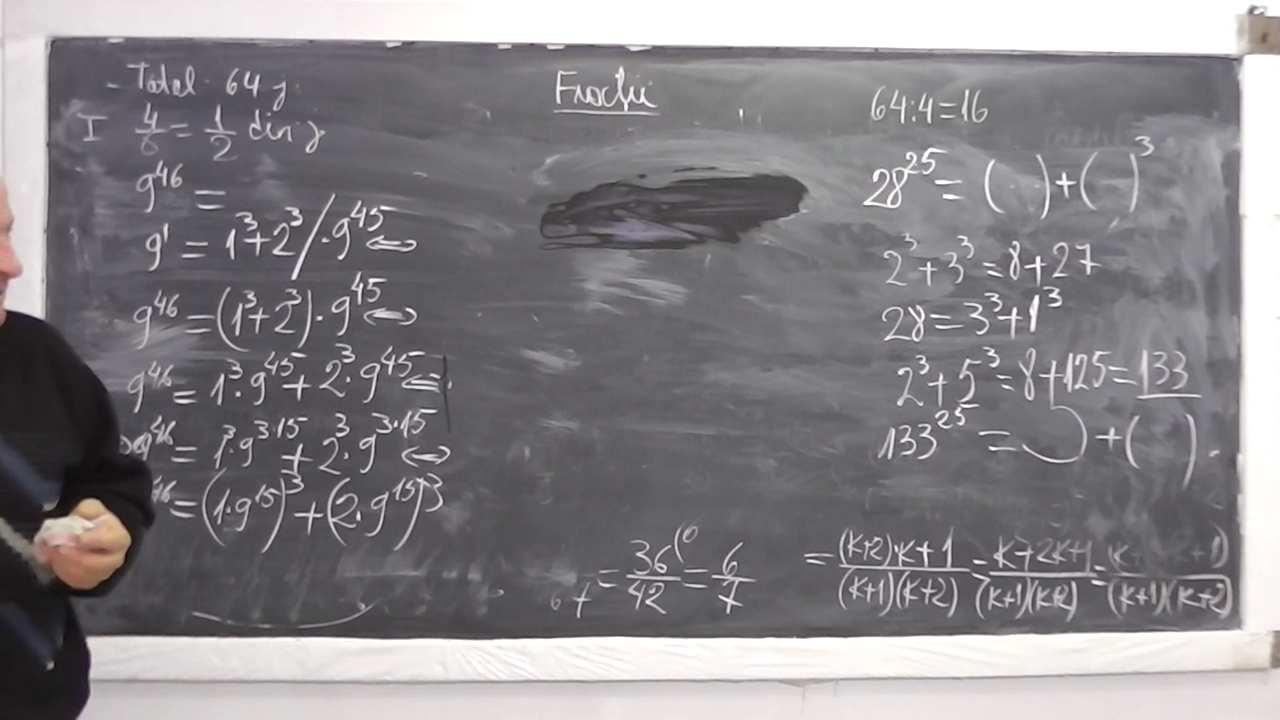 - Total 64 j
I 4/8 = 1/2 din j
9^46 =
9^1 = 1^3+2^3 / · 9^45 <=>
9^46 = (1^3+2^3) · 9^45 <=>
9^46 = 1^3 · 9^45 + 2^3 · 9^45 <=>
9^46 = 1^3 · 9^(3·15) + 2^3 · 9^(3·15) <=>
= (1·9^15)^3 + (2·9^15)^3
64:4=16
28^25 = ( ) + ( )^3
2^3 + 3^3 = 8+27
28 = 3^3 + 1^3
2^3 + 5^3 = 8+125 = 133
133^25 = ) + ( ) .
= 36/42 = 6/7
= (k+2)·k+1 / (k+1)(k+2) = k+2k+1 / (k+1)(k+2) = / (k+1)(k+2)